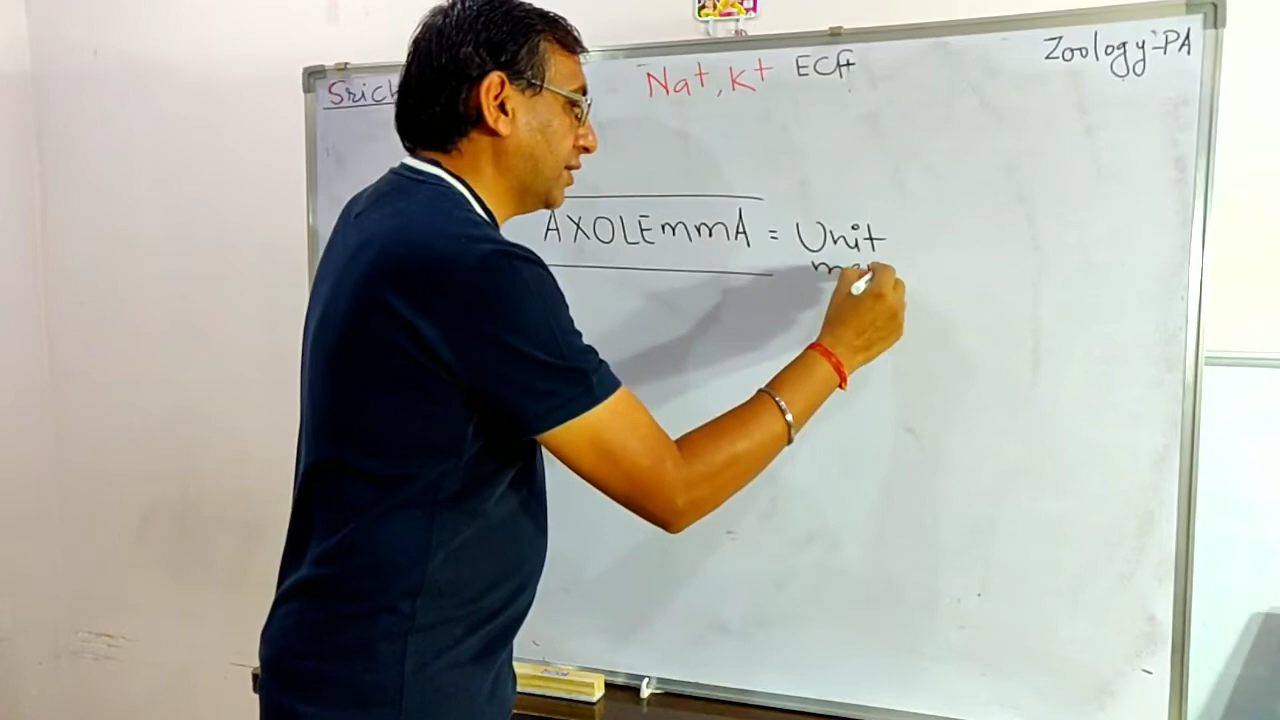 Na+, K+ ECF+
Zoology-PA
AXOLEMMA = Unit